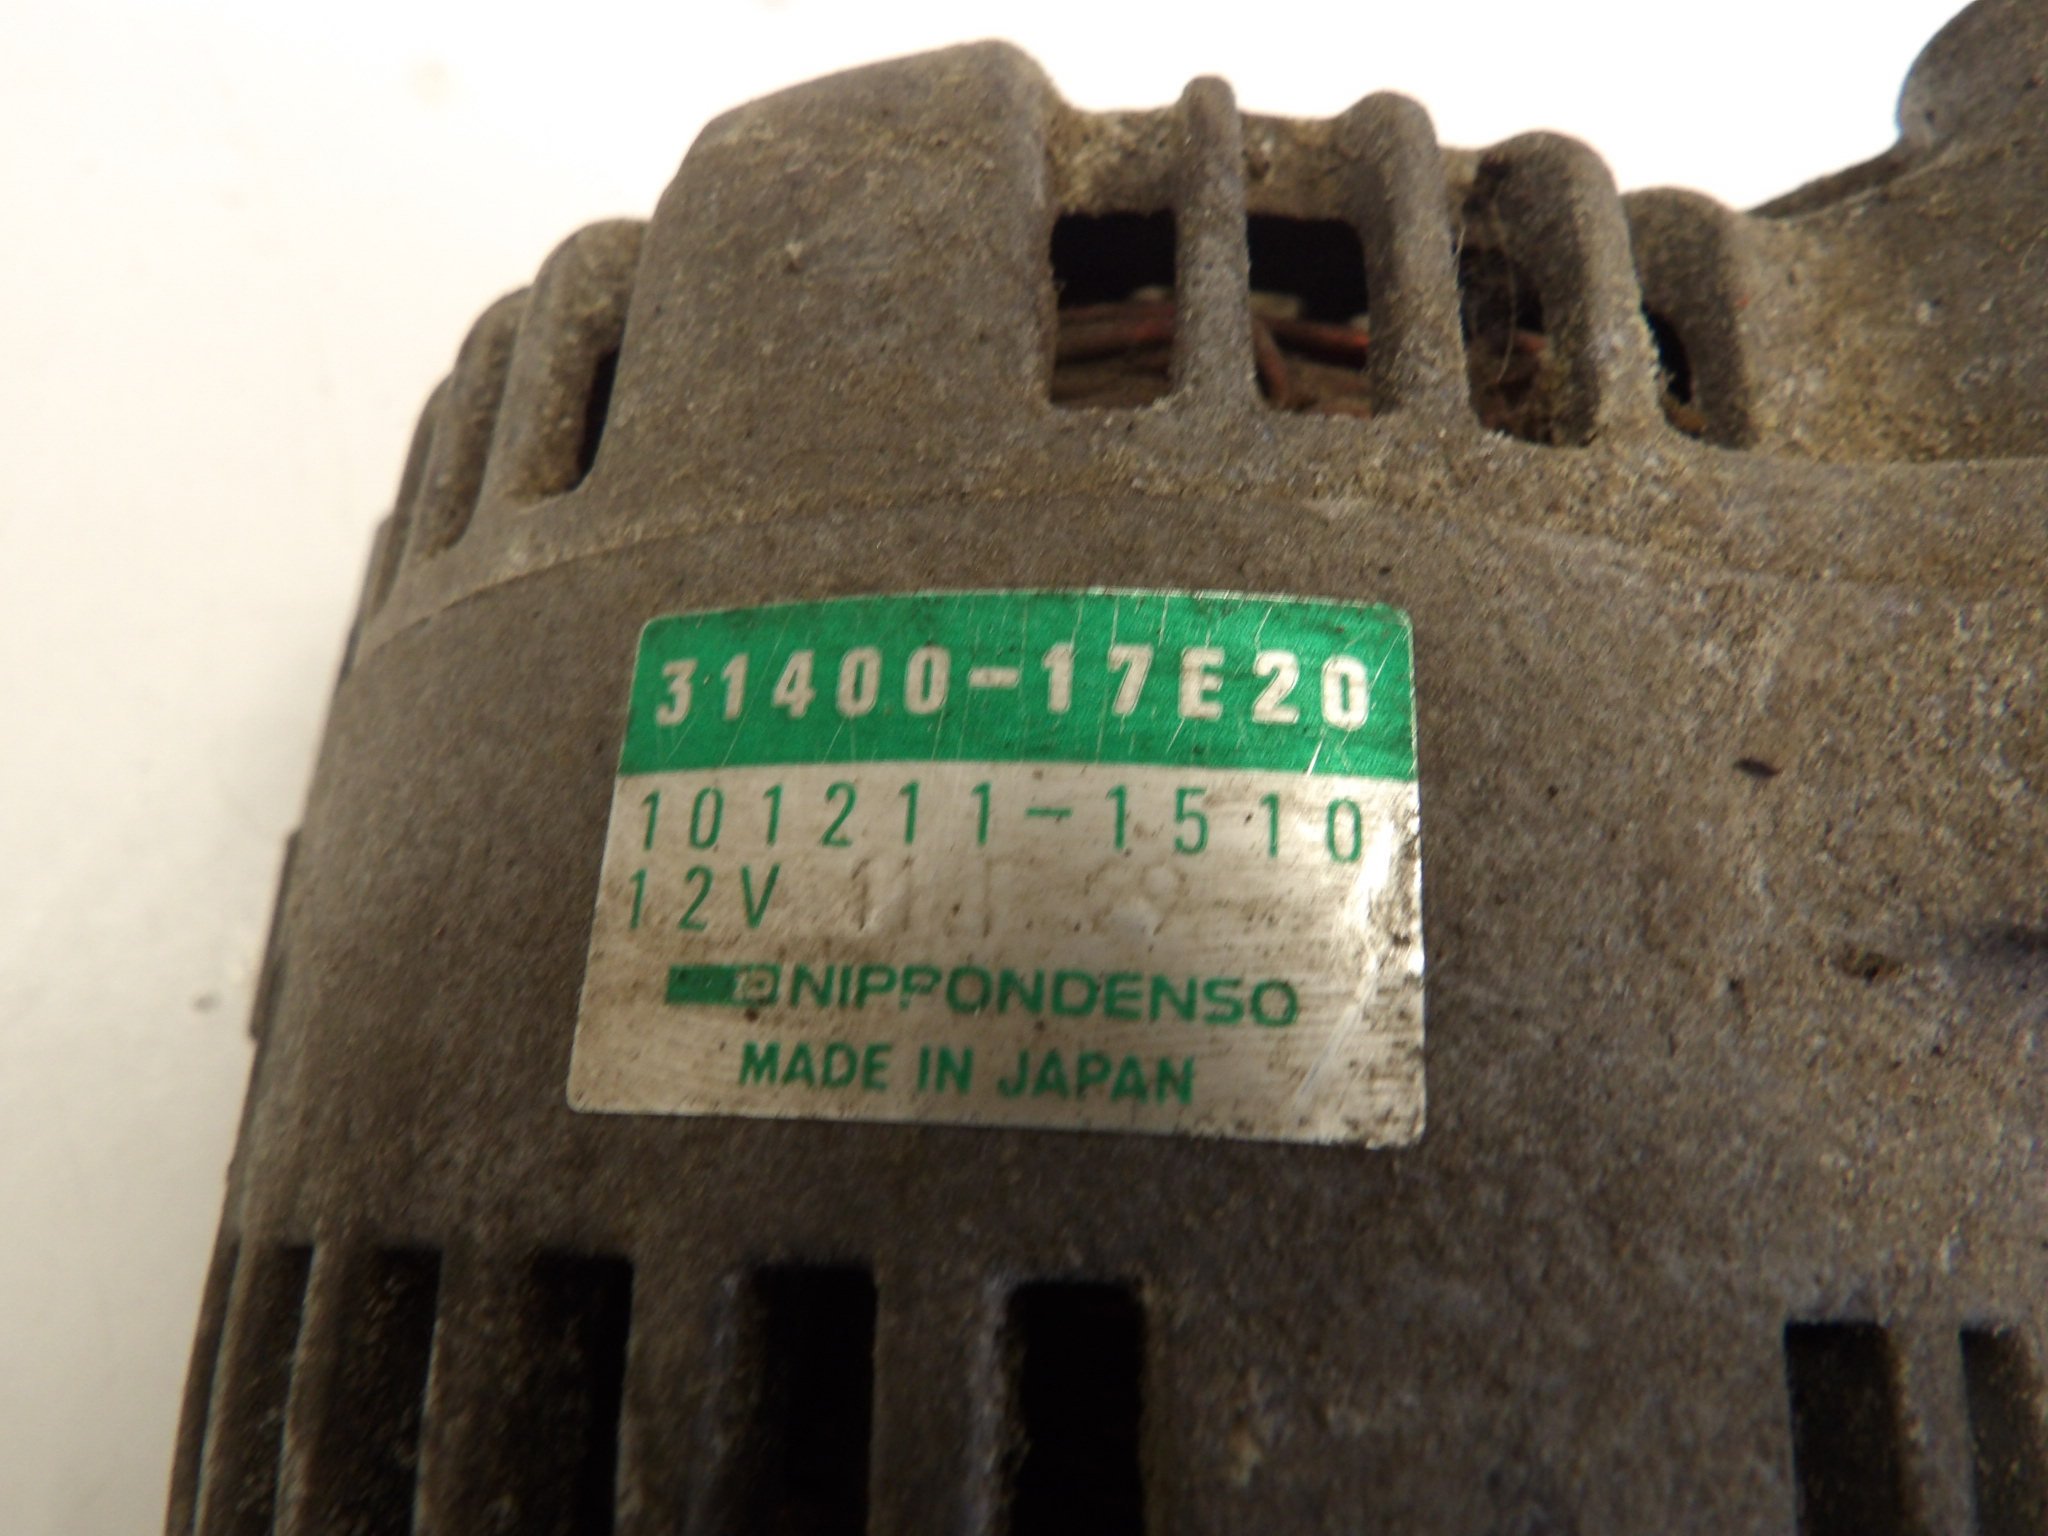 31400-17E20
101211-1510
12V
NIPPONDENSO
MADE IN JAPAN